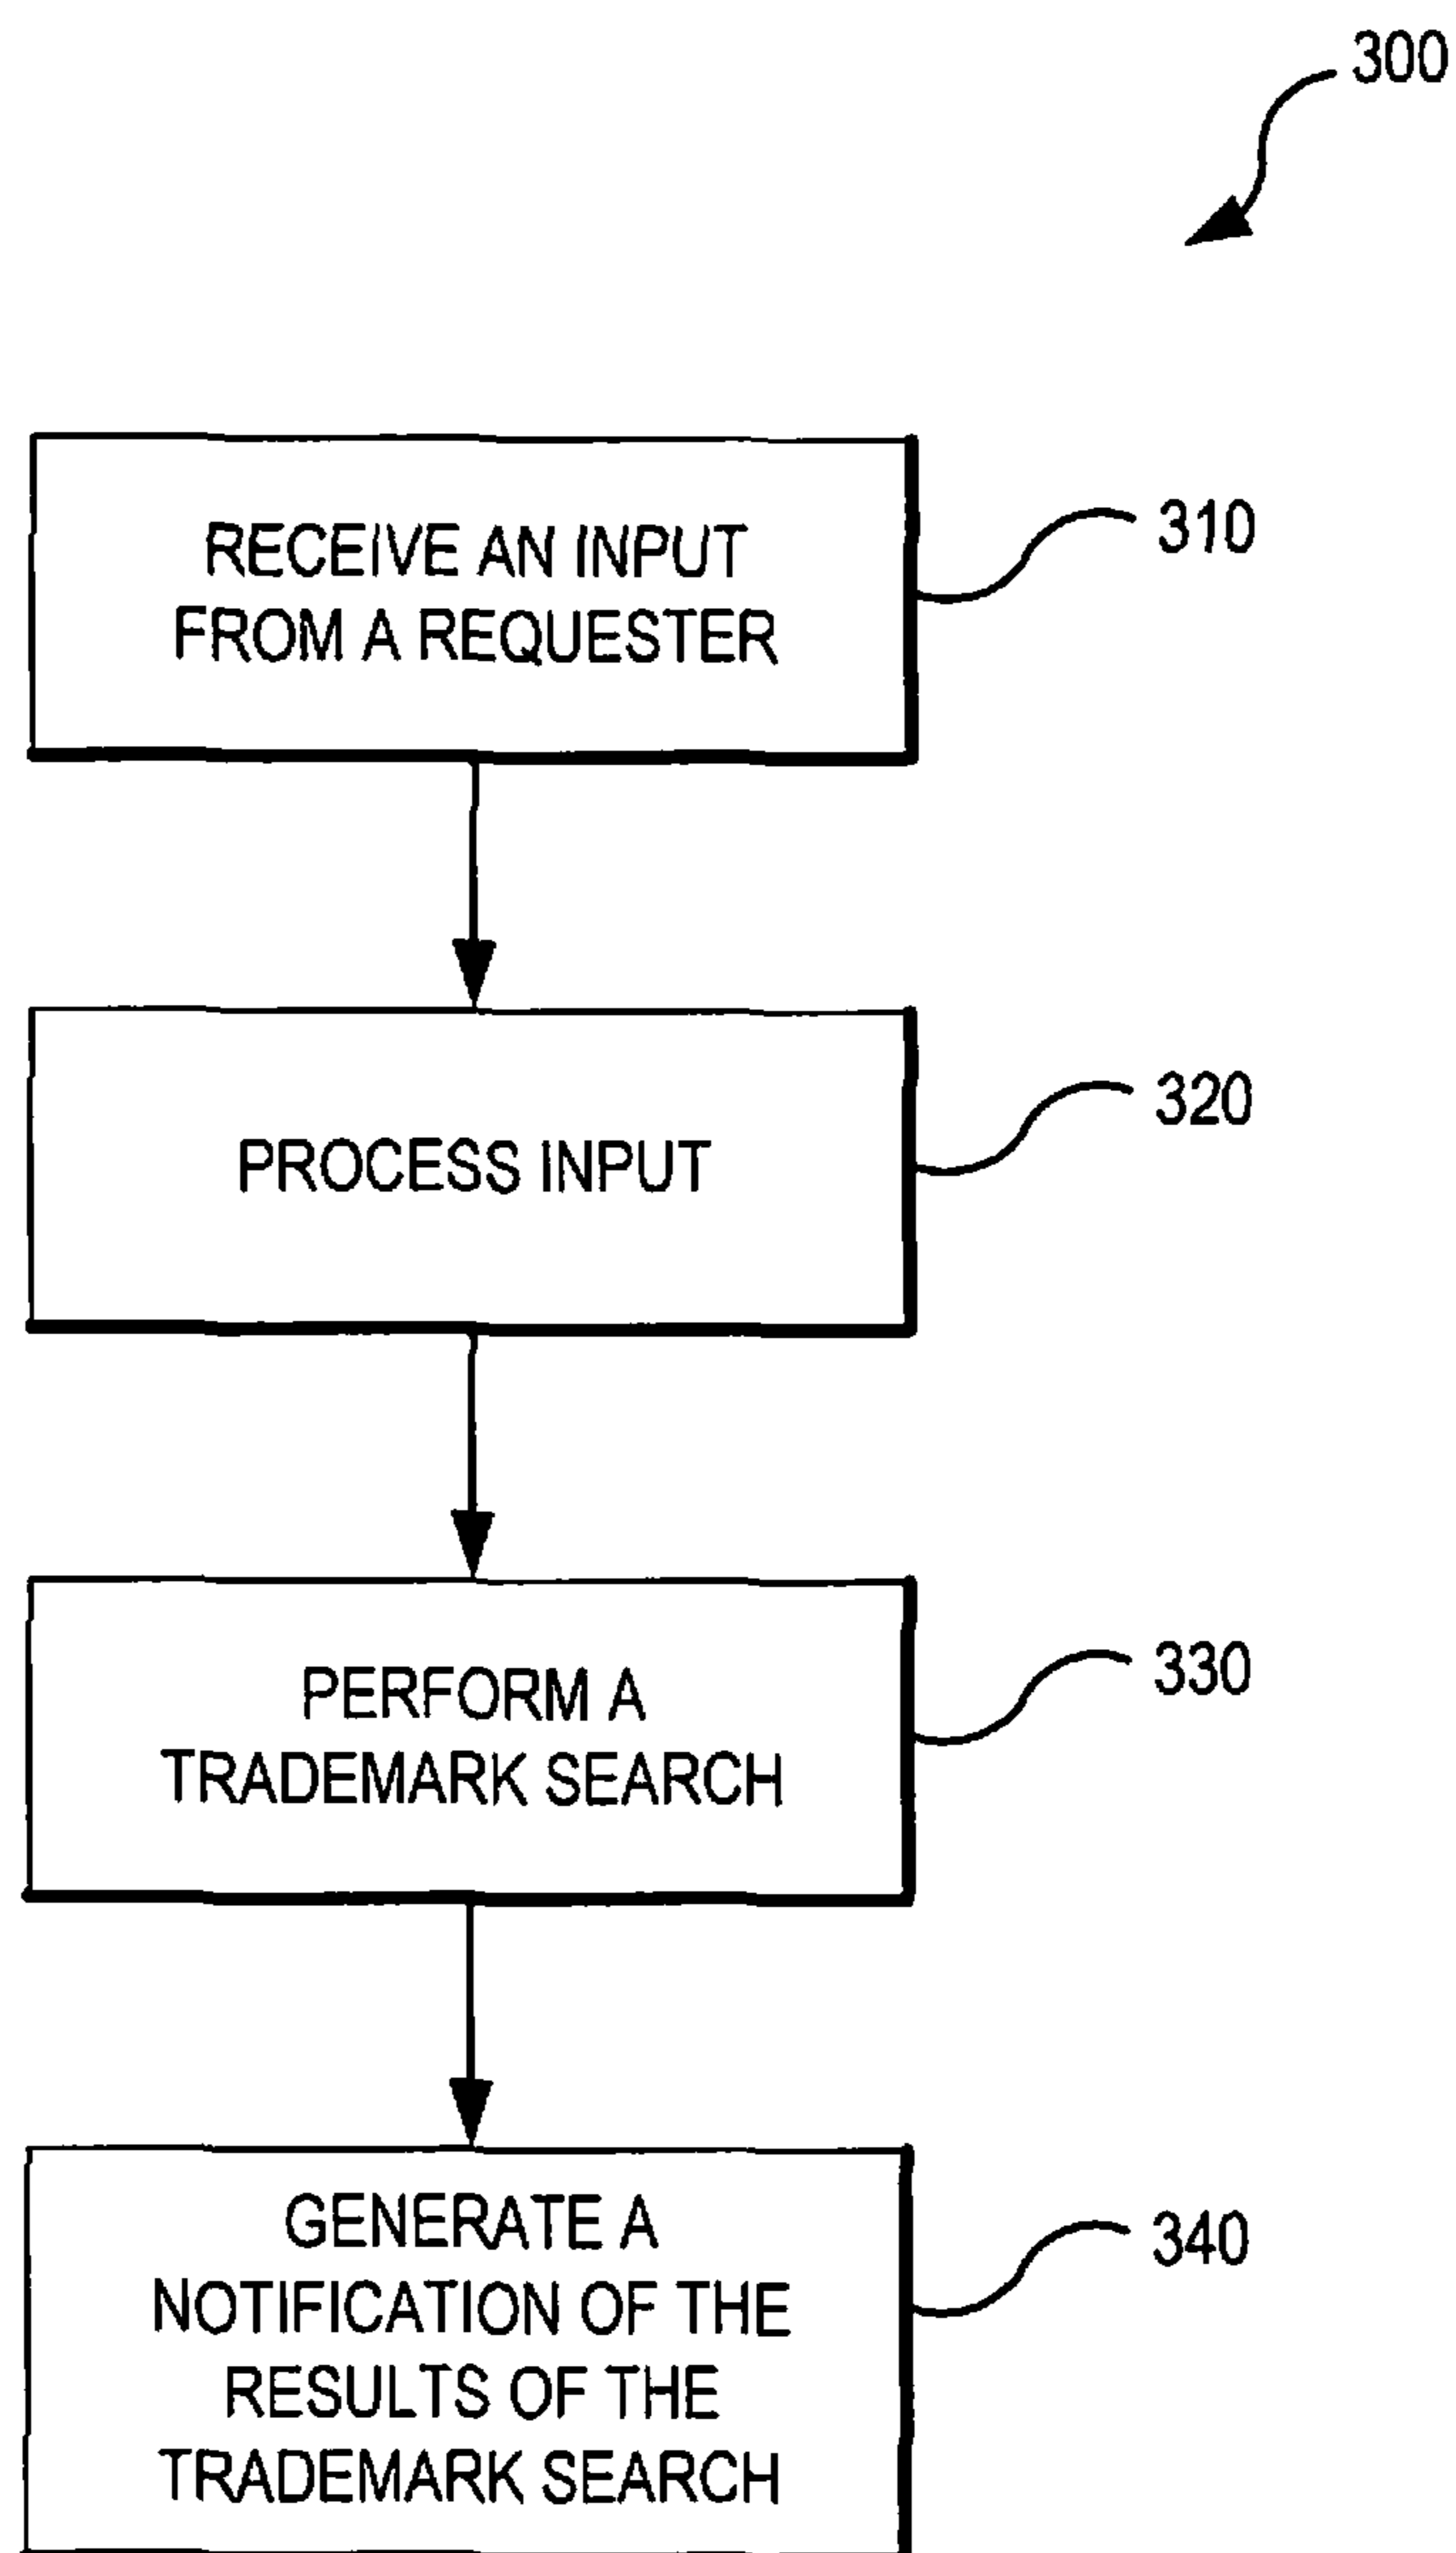 300
RECEIVE AN INPUT
FROM A REQUESTER
310
PROCESS INPUT
320
PERFORM A
TRADEMARK SEARCH
330
GENERATE A
NOTIFICATION OF THE
RESULTS OF THE
TRADEMARK SEARCH
340